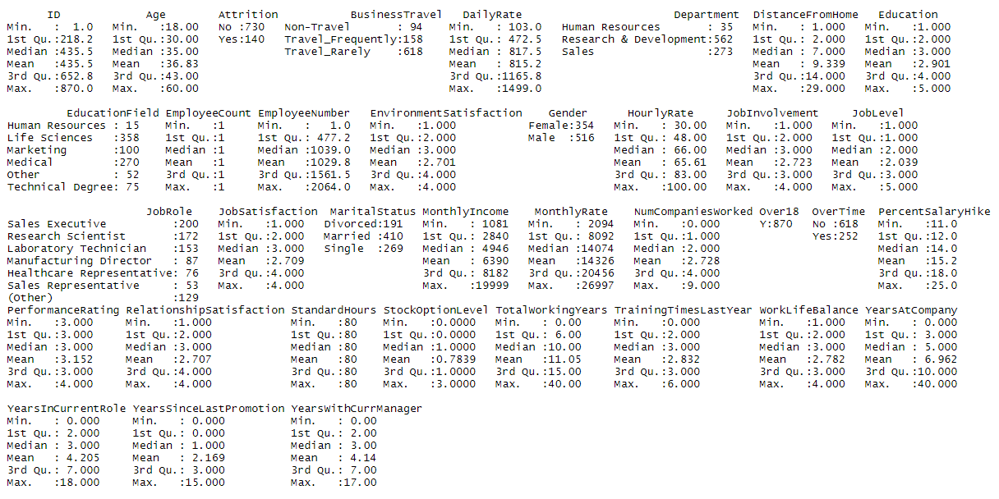 ID Age Attrition BusinessTravel DailyRate Department DistanceFromHome Education
Min. : 1.0 Min. :18.00 No :730 Non-Travel : 94 Min. : 103.0 Human Resources : 35 Min. : 1.000 Min. :1.000
1st Qu.:218.2 1st Qu.:30.00 Yes:140 Travel_Frequently:158 1st Qu.: 472.5 Research & Development:562 1st Qu.: 2.000 1st Qu.:2.000
Median :435.5 Median :35.00 Travel_Rarely :618 Median : 817.5 Sales :273 Median : 7.000 Median :3.000
Mean :435.5 Mean :36.83 Mean : 815.2 Mean : 9.339 Mean :2.901
3rd Qu.:652.8 3rd Qu.:43.00 3rd Qu.:1165.8 3rd Qu.:14.000 3rd Qu.:4.000
Max. :870.0 Max. :60.00 Max. :1499.0 Max. :29.000 Max. :5.000
EducationField EmployeeCount EmployeeNumber EnvironmentSatisfaction Gender HourlyRate JobInvolvement JobLevel
Human Resources : 15 Min. :1 Min. : 1.0 Min. :1.000 Female:354 Min. : 30.00 Min. :1.000 Min. :1.000
Life Sciences :358 1st Qu.:1 1st Qu.: 477.2 1st Qu.:2.000 Male :516 1st Qu.: 48.00 1st Qu.:2.000 1st Qu.:1.000
Marketing :100 Median :1 Median :1039.0 Median :3.000 Median : 66.00 Median :3.000 Median :2.000
Medical :270 Mean :1 Mean :1029.8 Mean :2.701 Mean : 65.61 Mean :2.723 Mean :2.039
Other : 52 3rd Qu.:1 3rd Qu.:1561.5 3rd Qu.:4.000 3rd Qu.: 83.00 3rd Qu.:3.000 3rd Qu.:3.000
Technical Degree: 75 Max. :1 Max. :2064.0 Max. :4.000 Max. :100.00 Max. :4.000 Max. :5.000
JobRole JobSatisfaction MaritalStatus MonthlyIncome MonthlyRate NumCompaniesWorked Over18 OverTime PercentSalaryHike
Sales Executive :200 Min. :1.000 Divorced:191 Min. : 1081 Min. : 2094 Min. :0.000 Y:870 No :618 Min. :11.0
Research Scientist :172 1st Qu.:2.000 Married :410 1st Qu.: 2840 1st Qu.: 8092 1st Qu.:1.000 Yes:252 1st Qu.:12.0
Laboratory Technician :153 Median :3.000 Single :269 Median : 4946 Median :14074 Median :2.000 Median :14.0
Manufacturing Director : 87 Mean :2.709 Mean : 6390 Mean :14326 Mean :2.728 Mean :15.2
Healthcare Representative: 76 3rd Qu.:4.000 3rd Qu.: 8182 3rd Qu.:20456 3rd Qu.:4.000 3rd Qu.:18.0
Sales Representative : 53 Max. :4.000 Max. :19999 Max. :26997 Max. :9.000 Max. :25.0
(Other) :129
PerformanceRating RelationshipSatisfaction StandardHours StockOptionLevel TotalWorkingYears TrainingTimesLastYear WorkLifeBalance YearsAtCompany
Min. :3.000 Min. :1.000 Min. :80 Min. :0.0000 Min. : 0.00 Min. :0.000 Min. :1.000 Min. : 0.000
1st Qu.:3.000 1st Qu.:2.000 1st Qu.:80 1st Qu.:0.0000 1st Qu.: 6.00 1st Qu.:2.000 1st Qu.:2.000 1st Qu.: 3.000
Median :3.000 Median :3.000 Median :80 Median :1.0000 Median :10.00 Median :3.000 Median :3.000 Median : 5.000
Mean :3.152 Mean :2.707 Mean :80 Mean :0.7839 Mean :11.05 Mean :2.832 Mean :2.782 Mean : 6.962
3rd Qu.:3.000 3rd Qu.:4.000 3rd Qu.:80 3rd Qu.:1.0000 3rd Qu.:15.00 3rd Qu.:3.000 3rd Qu.:3.000 3rd Qu.:10.000
Max. :4.000 Max. :4.000 Max. :80 Max. :3.0000 Max. :40.00 Max. :6.000 Max. :4.000 Max. :40.000
YearsInCurrentRole YearsSinceLastPromotion YearsWithCurrManager
Min. : 0.000 Min. : 0.000 Min. : 0.00
1st Qu.: 2.000 1st Qu.: 0.000 1st Qu.: 2.00
Median : 3.000 Median : 1.000 Median : 3.00
Mean : 4.205 Mean : 2.169 Mean : 4.14
3rd Qu.: 7.000 3rd Qu.: 3.000 3rd Qu.: 7.00
Max. :18.000 Max. :15.000 Max. :17.00